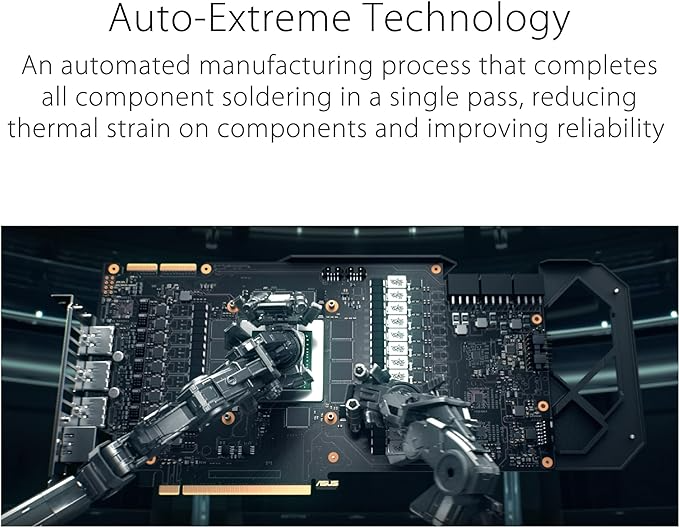 Auto-Extreme Technology
An automated manufacturing process that completes
all component soldering in a single pass, reducing
thermal strain on components and improving reliability
ASUS